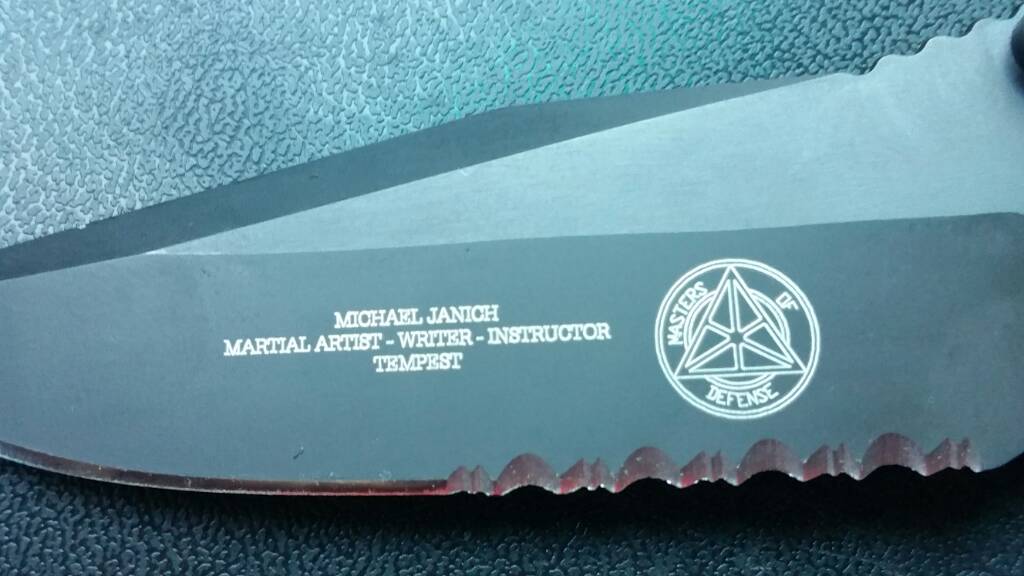 MICHAEL JANICH
MARTIAL ARTIST - WRITER - INSTRUCTOR
TEMPEST
MASTERS OF DEFENSE